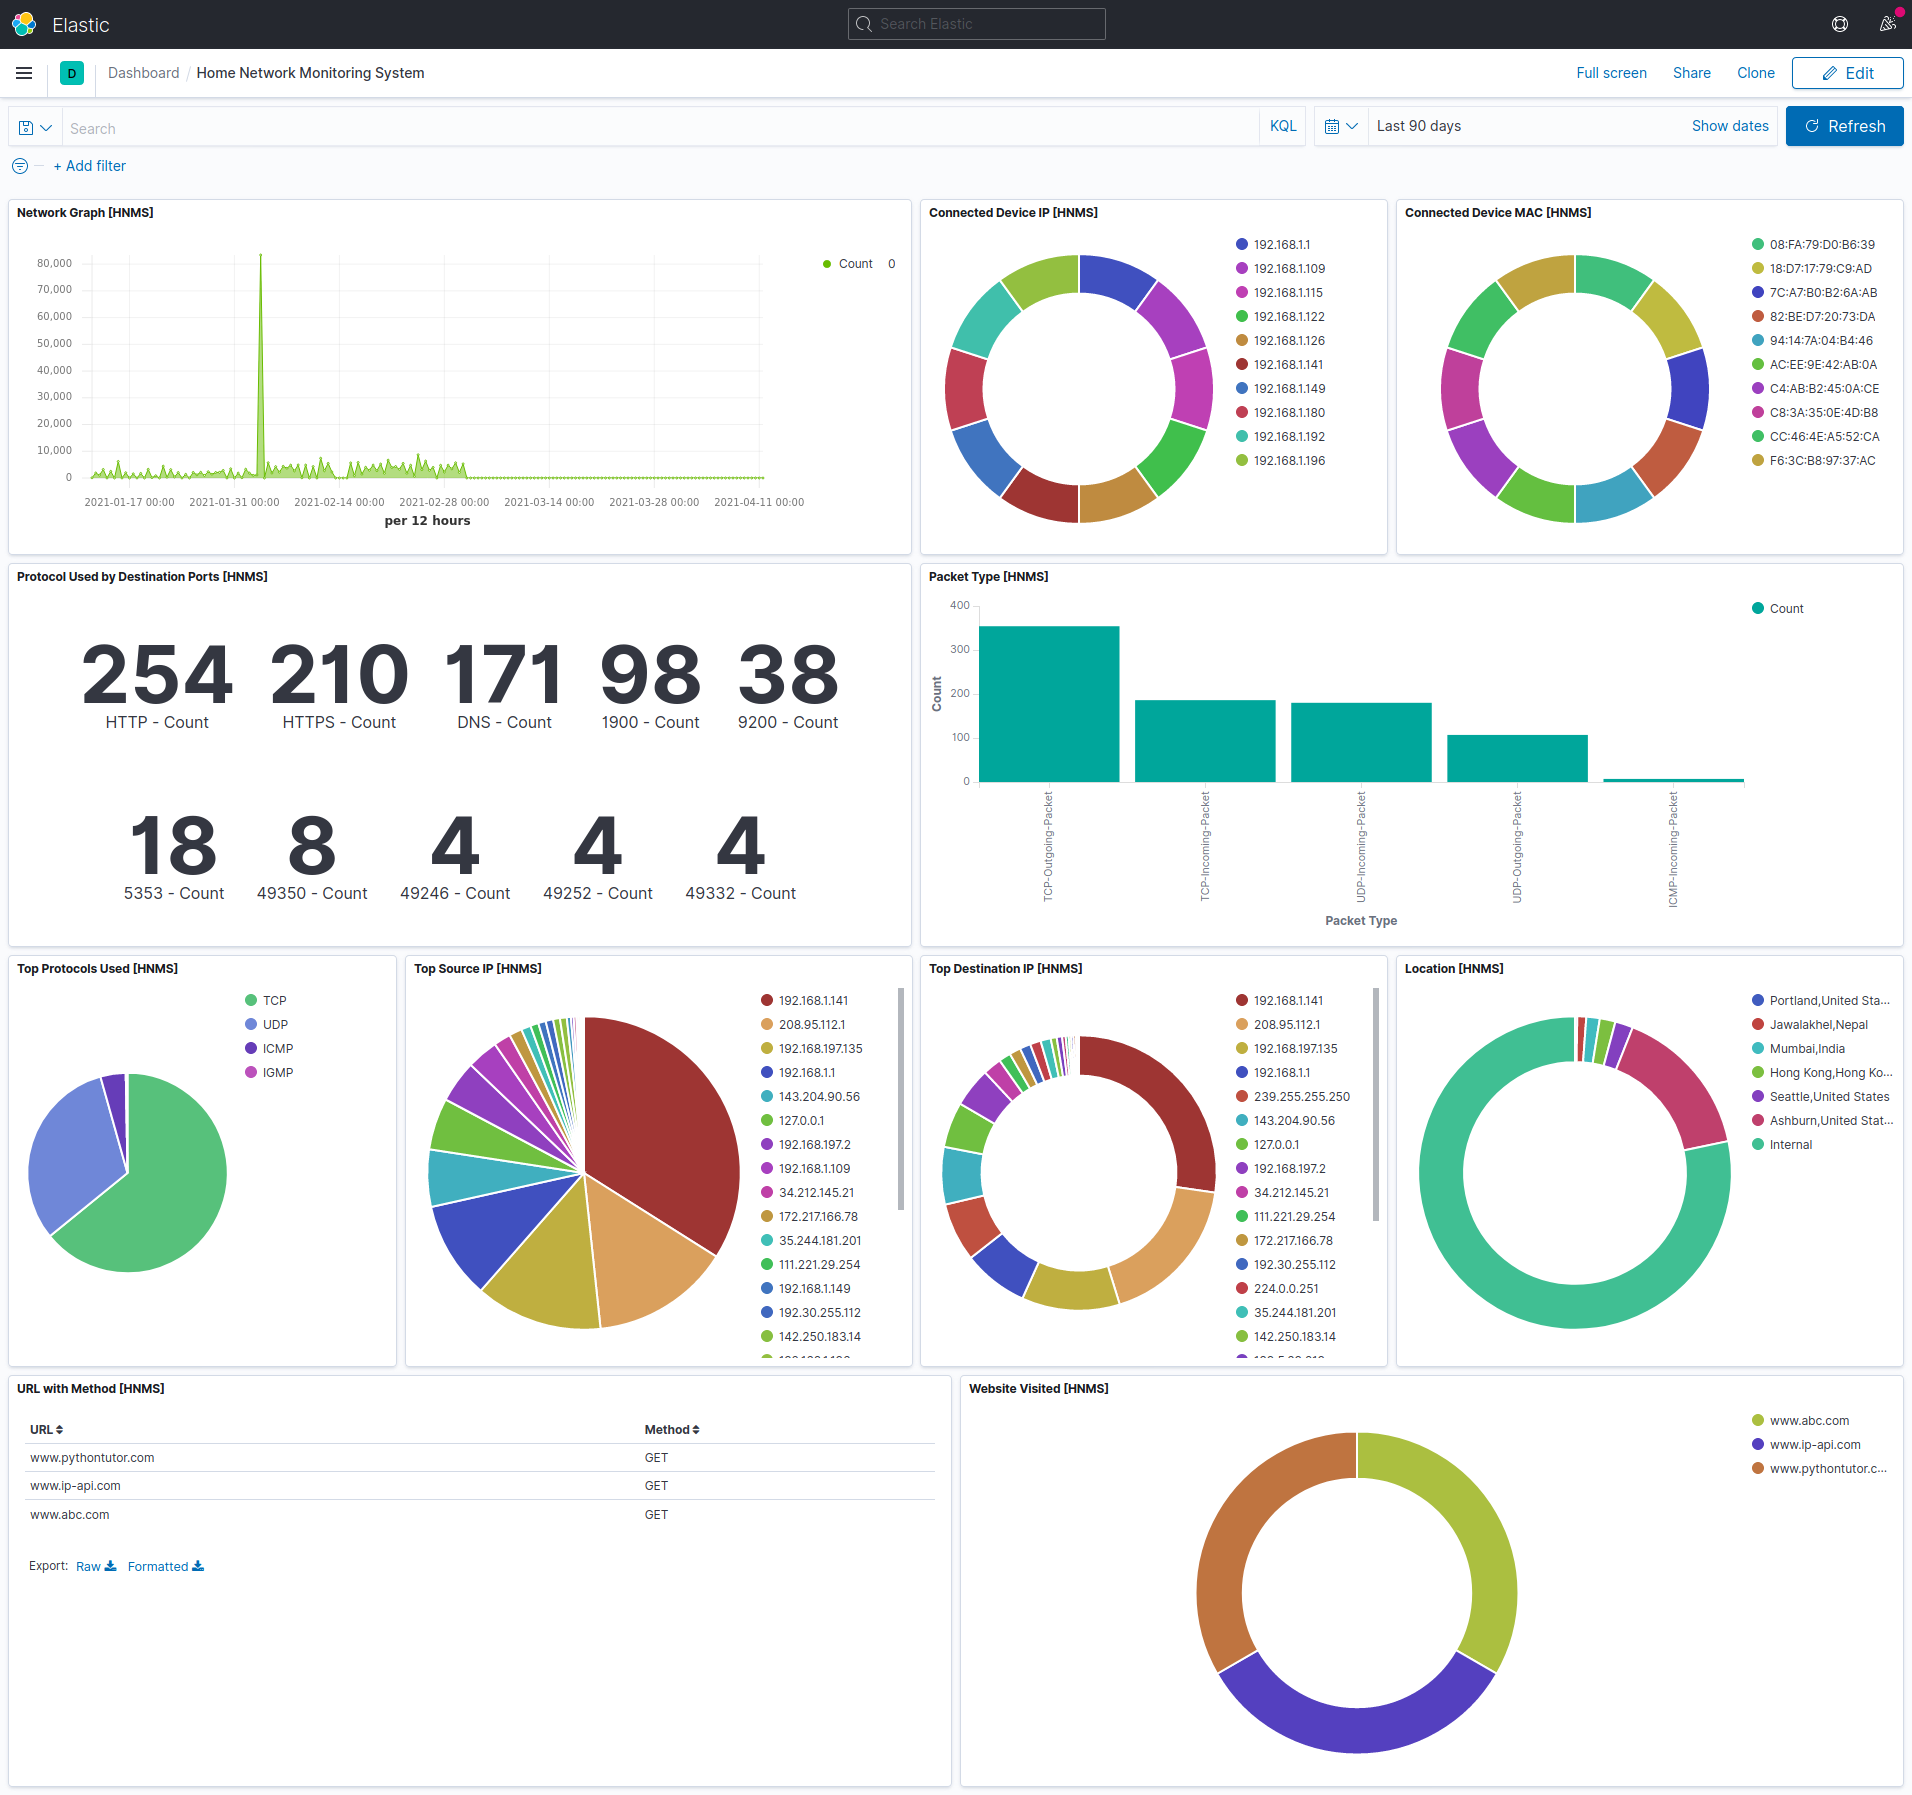 Elastic
Search Elastic
D
Dashboard / Home Network Monitoring System
Full screen
Share
Clone
Edit
Search
KQL
Last 90 days
Show dates
Refresh
+ Add filter
Network Graph [HNMS]
80,000
70,000
60,000
50,000
40,000
30,000
20,000
10,000
0
2021-01-17 00:00
2021-01-31 00:00
2021-02-14 00:00
2021-02-28 00:00
2021-03-14 00:00
2021-03-28 00:00
2021-04-11 00:00
per 12 hours
Count 0
Connected Device IP [HNMS]
192.168.1.1
192.168.1.109
192.168.1.115
192.168.1.122
192.168.1.126
192.168.1.141
192.168.1.149
192.168.1.180
192.168.1.192
192.168.1.196
Connected Device MAC [HNMS]
08:FA:79:D0:B6:39
18:D7:17:79:C9:AD
7C:A7:B0:B2:6A:AB
82:BE:D7:20:73:DA
94:14:7A:04:B4:46
AC:EE:9E:42:AB:0A
C4:AB:B2:45:0A:CE
C8:3A:35:0E:4D:B8
CC:46:4E:A5:52:CA
F6:3C:B8:97:37:AC
Protocol Used by Destination Ports [HNMS]
254
HTTP - Count
210
HTTPS - Count
171
DNS - Count
98
1900 - Count
38
9200 - Count
18
5353 - Count
8
49350 - Count
4
49246 - Count
4
49252 - Count
4
49332 - Count
Packet Type [HNMS]
400
300
200
100
0
Count
TCP-Outgoing-Packet
TCP-Incoming-Packet
UDP-Incoming-Packet
UDP-Outgoing-Packet
ICMP-Incoming-Packet
Packet Type
Count
Top Protocols Used [HNMS]
TCP
UDP
ICMP
IGMP
Top Source IP [HNMS]
192.168.1.141
208.95.112.1
192.168.197.135
192.168.1.1
143.204.90.56
127.0.0.1
192.168.197.2
192.168.1.109
34.212.145.21
172.217.166.78
35.244.181.201
111.221.29.254
192.168.1.149
192.30.255.112
142.250.183.14
Top Destination IP [HNMS]
192.168.1.141
208.95.112.1
192.168.197.135
192.168.1.1
239.255.255.250
143.204.90.56
127.0.0.1
192.168.197.2
34.212.145.21
111.221.29.254
172.217.166.78
192.30.255.112
224.0.0.251
35.244.181.201
142.250.183.14
Location [HNMS]
Portland,United Sta...
Jawalakhel,Nepal
Mumbai,India
Hong Kong,Hong Ko...
Seattle,United States
Ashburn,United Stat...
Internal
URL with Method [HNMS]
URL Method
www.pythontutor.com GET
www.ip-api.com GET
www.abc.com GET
Export: Raw Formatted
Website Visited [HNMS]
www.abc.com
www.ip-api.com
www.pythontutor.c...